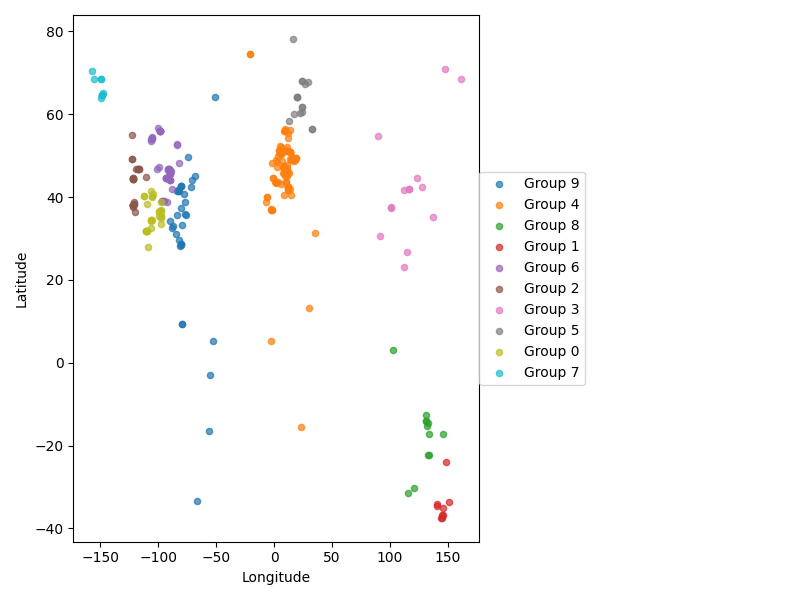 80
60
40
20
0
−20
−40
−150
−100
−50
0
50
100
150
Latitude
Longitude
Group 9
Group 4
Group 8
Group 1
Group 6
Group 2
Group 3
Group 5
Group 0
Group 7